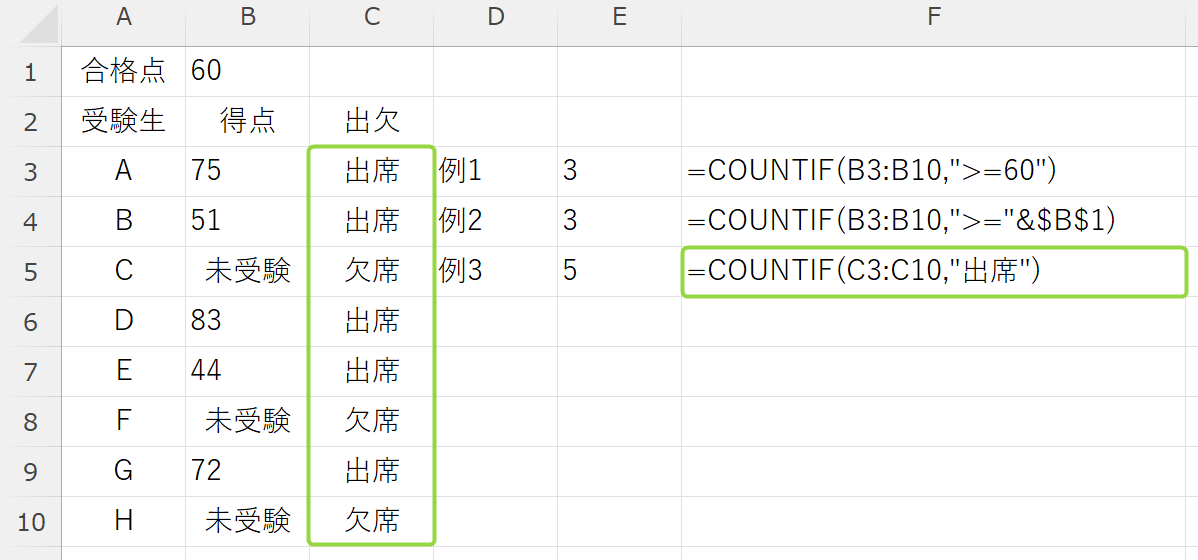 A B C D E F
1 合格点 60
2 受験生 得点 出欠
3 A 75 出席 例1 3 =COUNTIF(B3:B10,">=60")
4 B 51 出席 例2 3 =COUNTIF(B3:B10,">="&$B$1)
5 C 未受験 欠席 例3 5 =COUNTIF(C3:C10,"出席")
6 D 83 出席
7 E 44 出席
8 F 未受験 欠席
9 G 72 出席
10 H 未受験 欠席